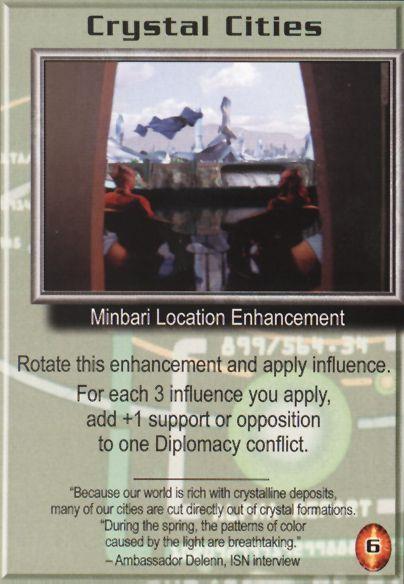 Crystal Cities
Minbari Location Enhancement
899/564.34
Rotate this enhancement and apply influence.
For each 3 influence you apply,
add +1 support or opposition
to one Diplomacy conflict.
“Because our world is rich with crystalline deposits,
many of our cities are cut directly out of crystal formations.
“During the spring, the patterns of color
caused by the light are breathtaking.”
– Ambassador Delenn, ISN interview
6